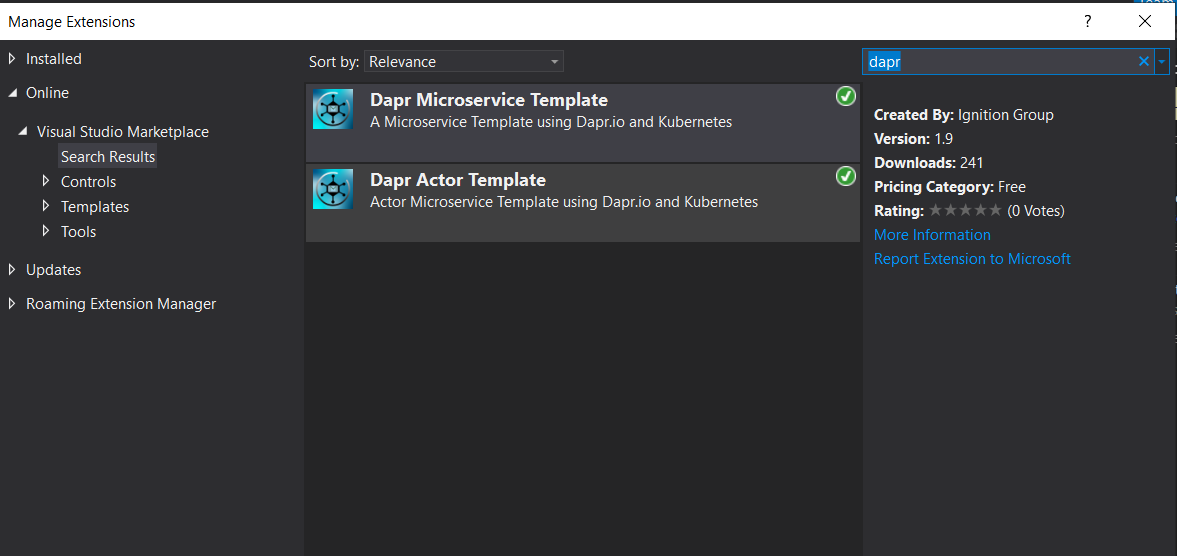 Team
Manage Extensions
?
Installed
Online
Visual Studio Marketplace
Search Results
Controls
Templates
Tools
Updates
Roaming Extension Manager
Sort by: Relevance
Dapr Microservice Template
A Microservice Template using Dapr.io and Kubernetes
Dapr Actor Template
Actor Microservice Template using Dapr.io and Kubernetes
dapr
Created By: Ignition Group
Version: 1.9
Downloads: 241
Pricing Category: Free
Rating: ★★★★★ (0 Votes)
More Information
Report Extension to Microsoft